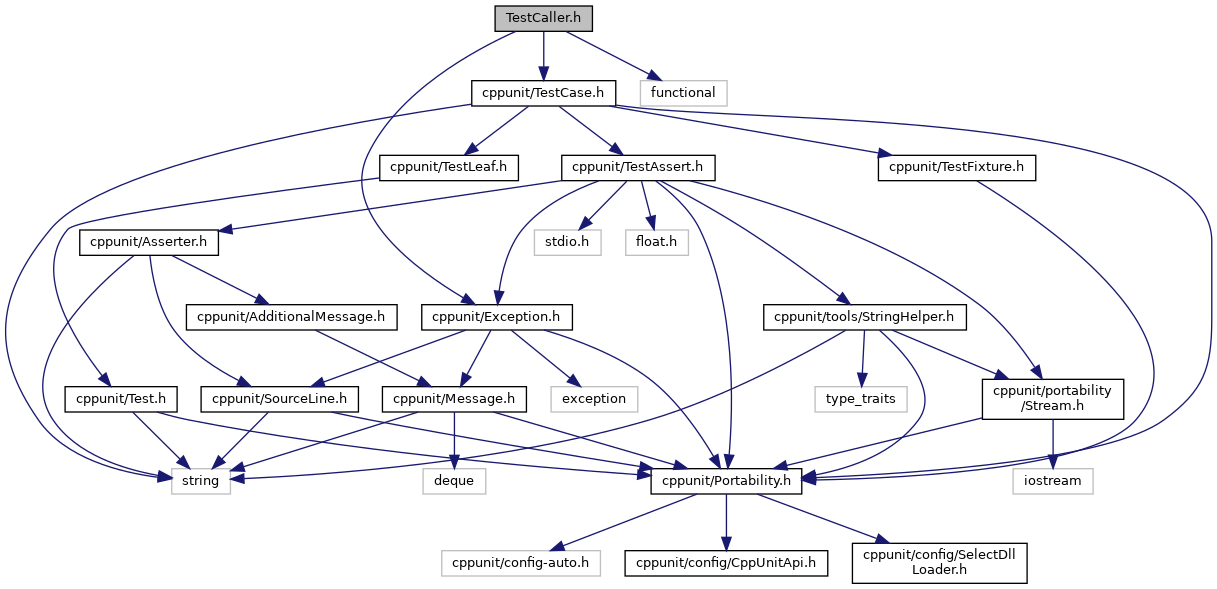 TestCaller.h
cppunit/TestCase.h
functional
cppunit/TestLeaf.h
cppunit/TestAssert.h
cppunit/TestFixture.h
cppunit/Asserter.h
stdio.h
float.h
cppunit/AdditionalMessage.h
cppunit/Exception.h
cppunit/tools/StringHelper.h
cppunit/Test.h
cppunit/SourceLine.h
cppunit/Message.h
exception
type_traits
cppunit/portability
/Stream.h
string
deque
cppunit/Portability.h
iostream
cppunit/config-auto.h
cppunit/config/CppUnitApi.h
cppunit/config/SelectDll
Loader.h